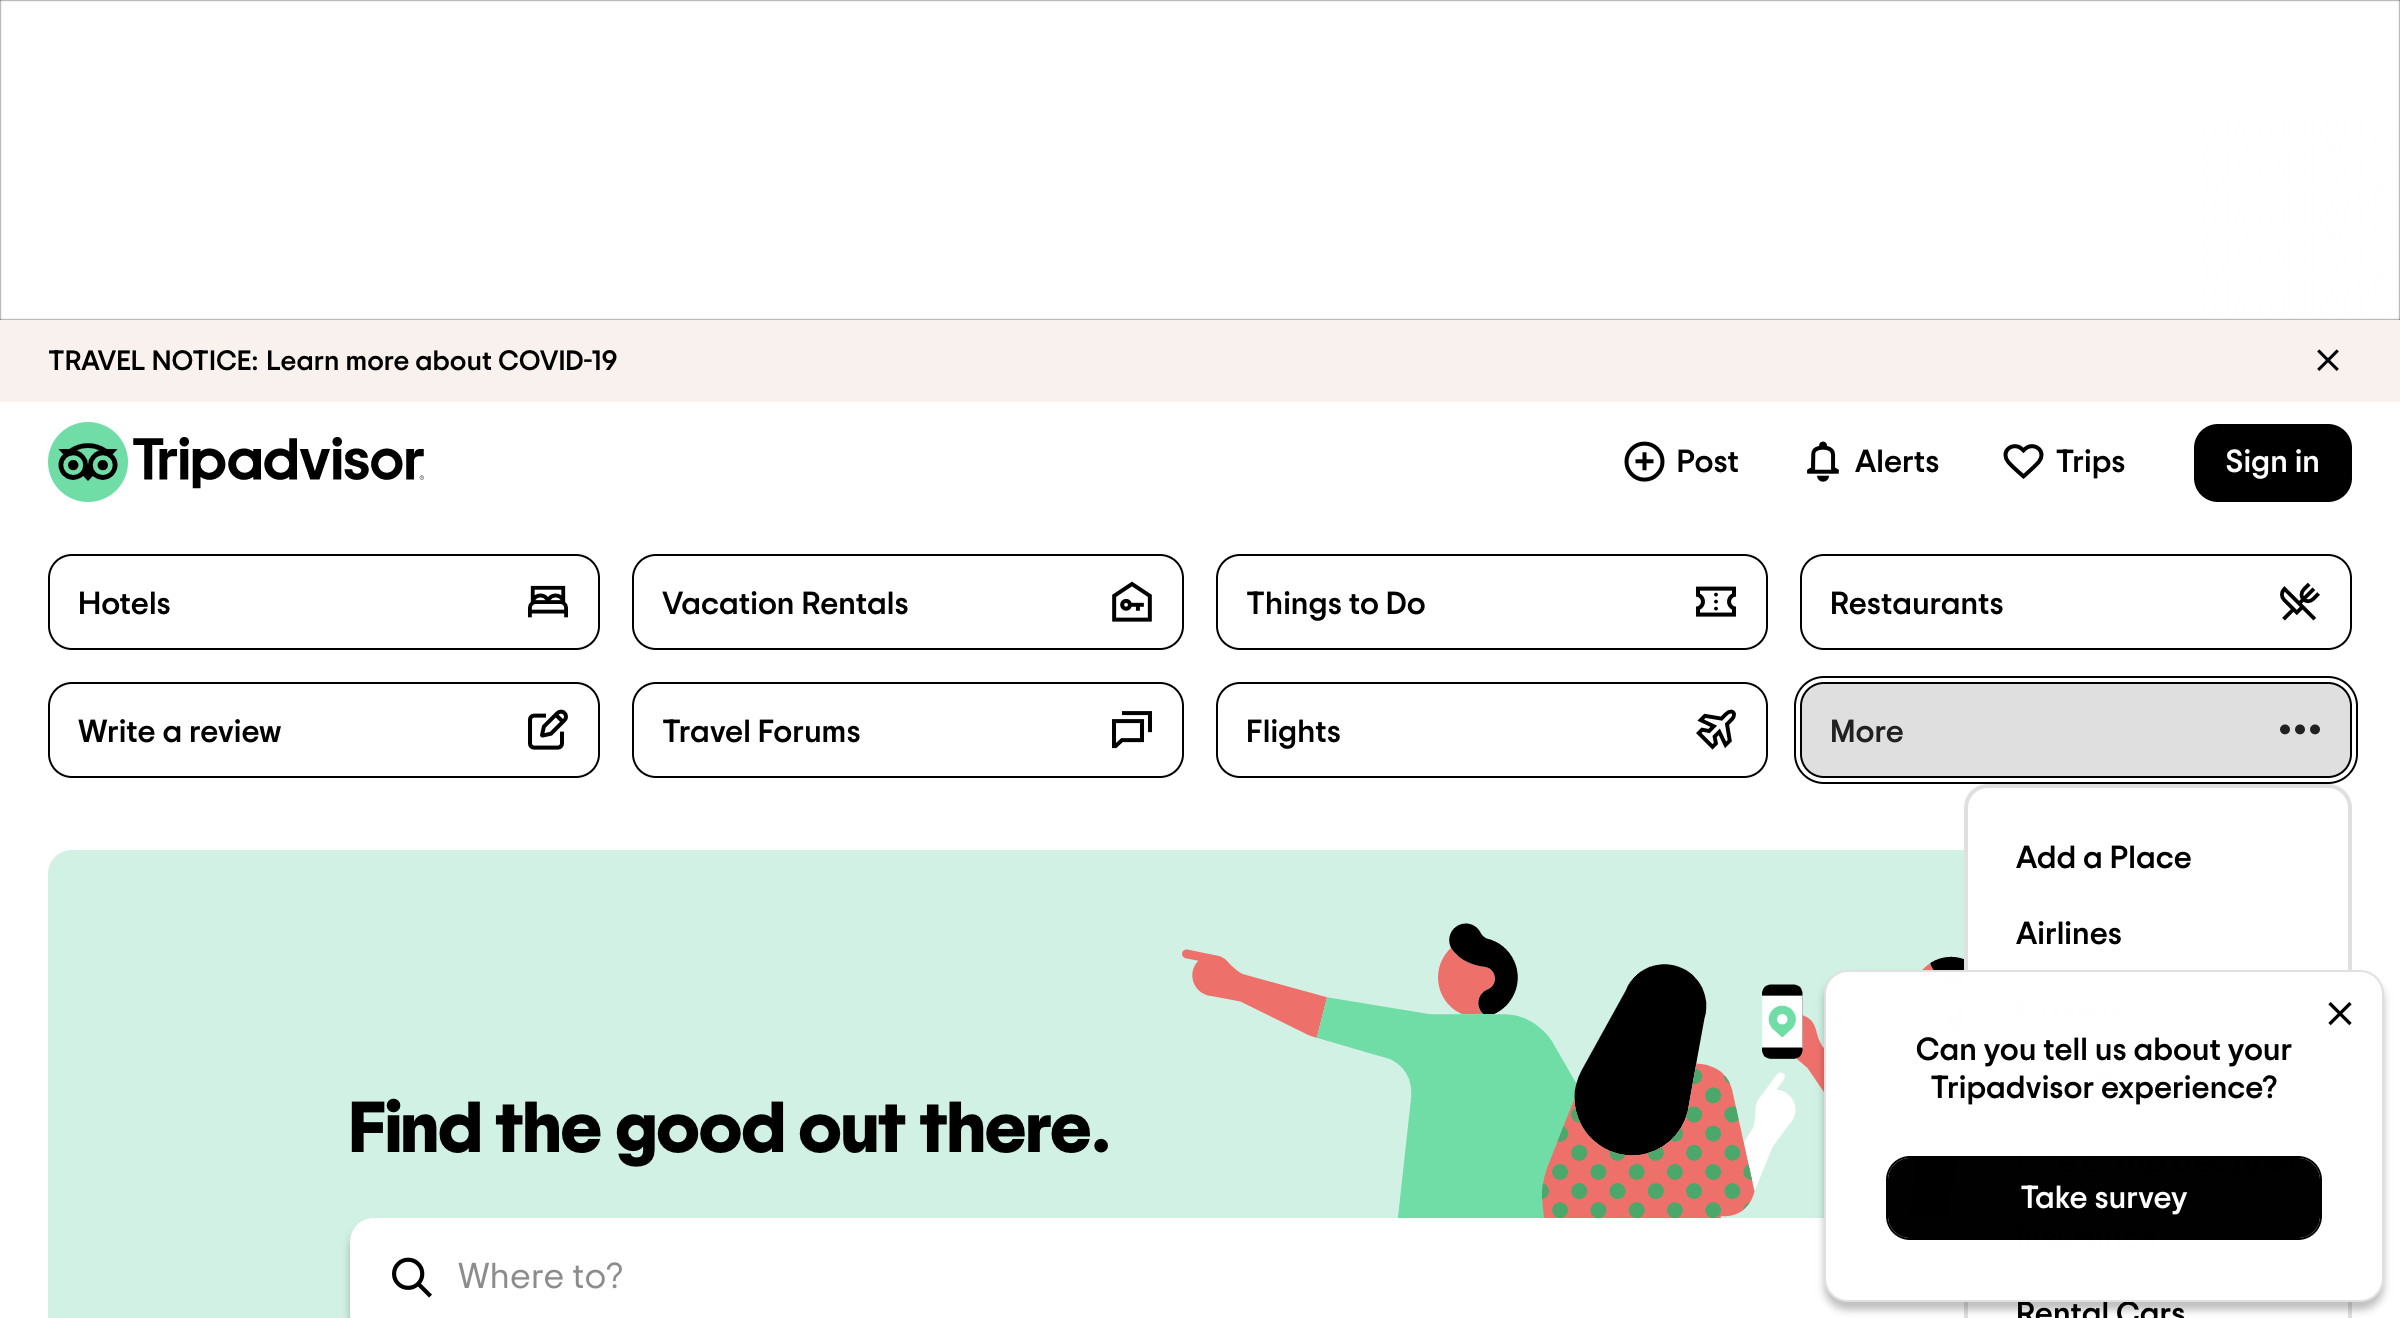 TRAVEL NOTICE: Learn more about COVID-19
Tripadvisor
Post
Alerts
Trips
Sign in
Hotels
Vacation Rentals
Things to Do
Restaurants
Write a review
Travel Forums
Flights
More
Add a Place
Airlines
Can you tell us about your
Tripadvisor experience?
Take survey
Rental Cars
Find the good out there.
Where to?